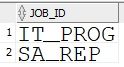 JOB_ID
1 IT_PROG
2 SA_REP